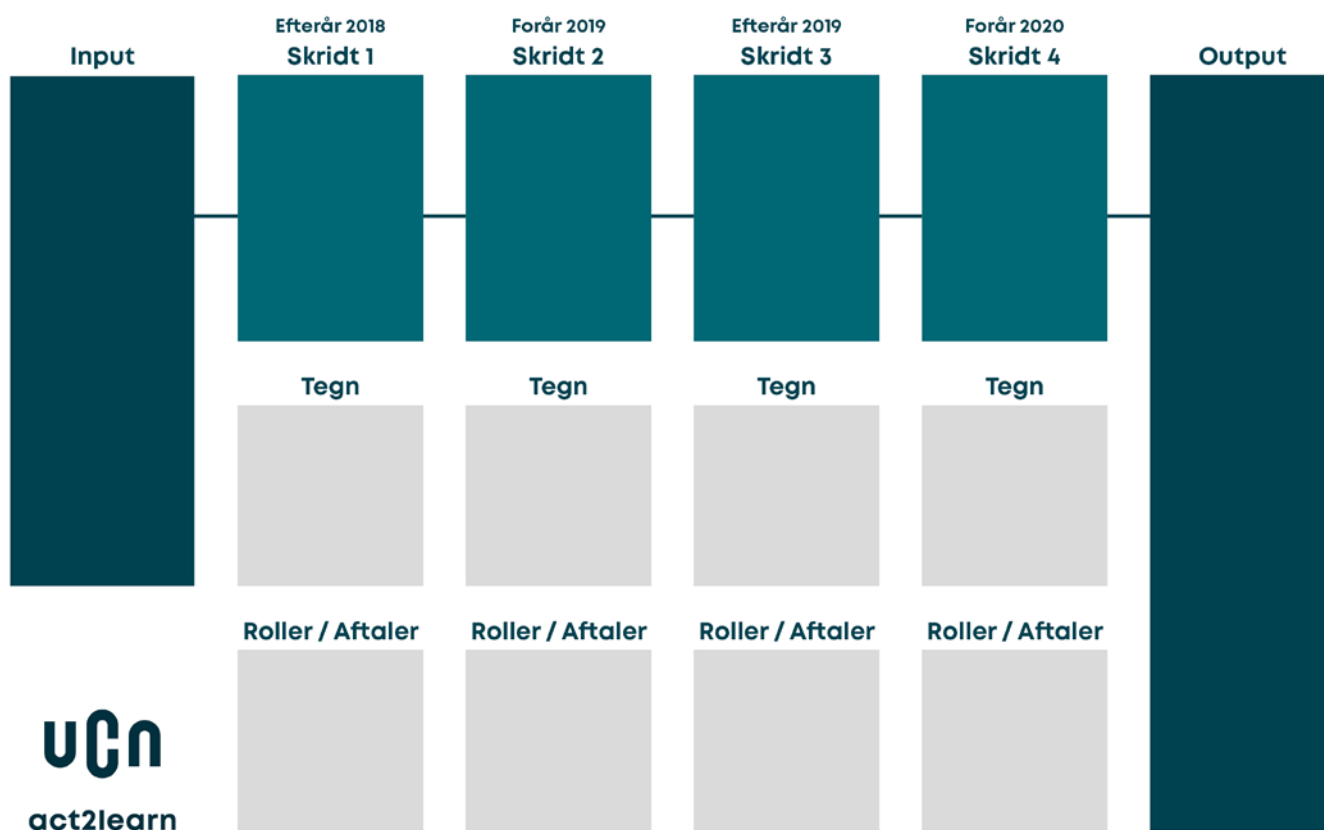 Input
Efterår 2018
Skridt 1
Forår 2019
Skridt 2
Efterår 2019
Skridt 3
Forår 2020
Skridt 4
Output
Tegn
Tegn
Tegn
Tegn
Roller / Aftaler
Roller / Aftaler
Roller / Aftaler
Roller / Aftaler
ucn
act2learn